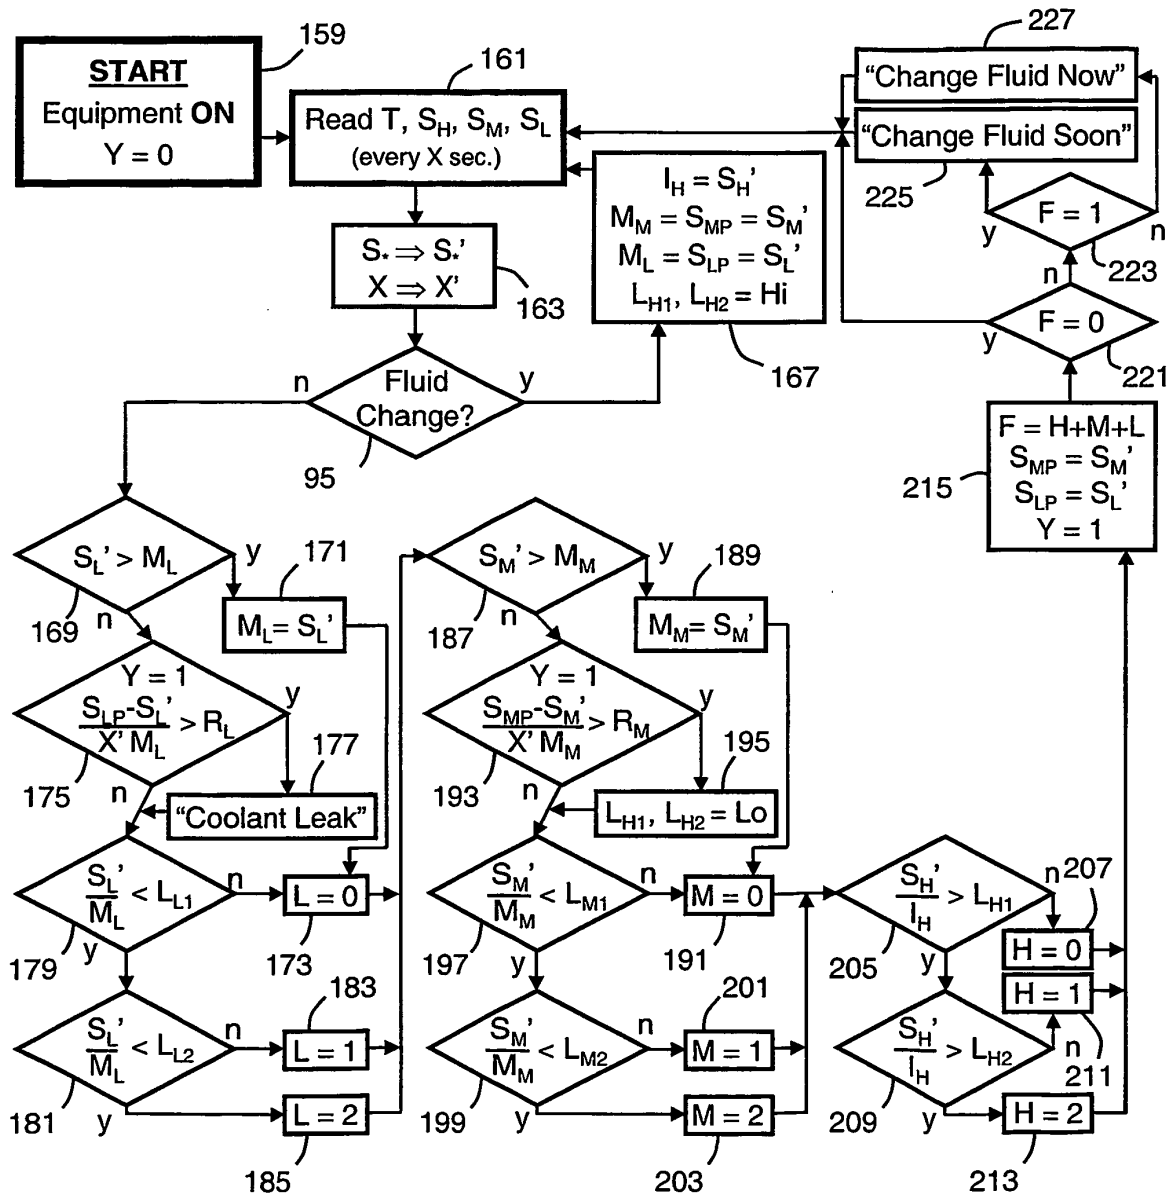 159
START
Equipment ON
Y = 0
161
Read T, S_H, S_M, S_L
(every X sec.)
S_* ⇒ S_*'
X ⇒ X'
163
I_H = S_H'
M_M = S_MP = S_M'
M_L = S_LP = S_L'
L_H1, L_H2 = Hi
167
227
"Change Fluid Now"
"Change Fluid Soon"
225
F = 1
y
n
223
n
F = 0
y
221
F = H+M+L
S_MP = S_M'
S_LP = S_L'
Y = 1
215
n
Fluid
Change?
y
95
S_L' > M_L
y
169
n
171
M_L = S_L'
Y = 1
S_LP-S_L'
X' M_L
> R_L
y
175
n
177
"Coolant Leak"
S_L'
M_L
< L_L1
n
179
y
L = 0
173
S_L'
M_L
< L_L2
n
181
y
183
L = 1
L = 2
185
S_M' > M_M
y
187
n
189
M_M = S_M'
Y = 1
S_MP-S_M'
X' M_M
> R_M
y
193
n
195
L_H1, L_H2 = Lo
S_M'
M_M
< L_M1
n
197
y
M = 0
191
S_M'
M_M
< L_M2
n
199
y
201
M = 1
M = 2
203
S_H'
I_H
> L_H1
n
205
y
207
H = 0
H = 1
211
S_H'
I_H
> L_H2
n
209
y
H = 2
213